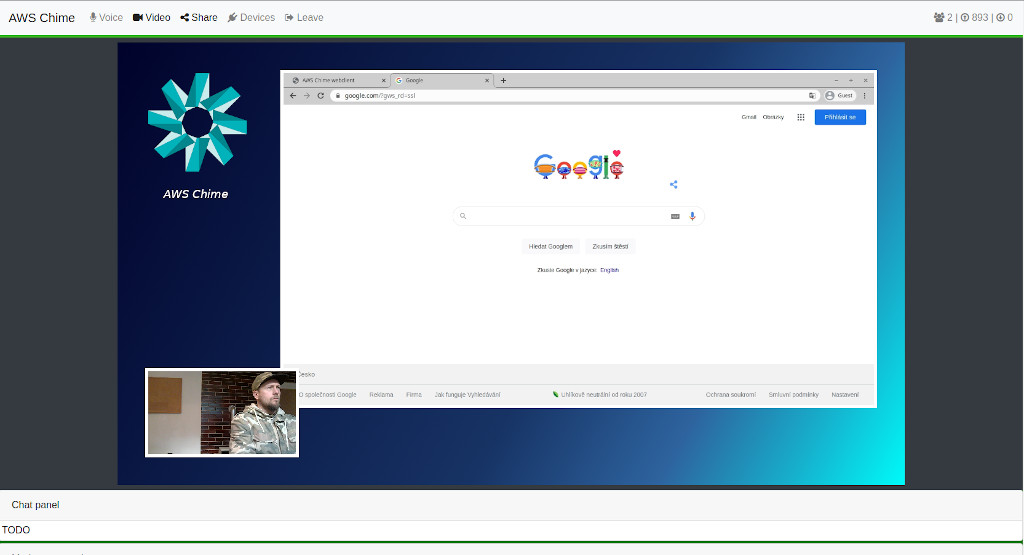 AWS Chime Voice Video Share Devices Leave 2 | 893 | 0
AWS Chime
AWS Chime webclient Google
google.com/?gws_rd=ssl Guest
Gmail Obrázky Přihlásit se
Google
Hledat Googlem Zkusím štěstí
Zkuste Google v jazyce: English
Česko
O společnosti Google Reklama Firma Jak funguje Vyhledávání Uhlíkově neutrální od roku 2007 Ochrana soukromí Smluvní podmínky Nastavení
Chat panel
TODO